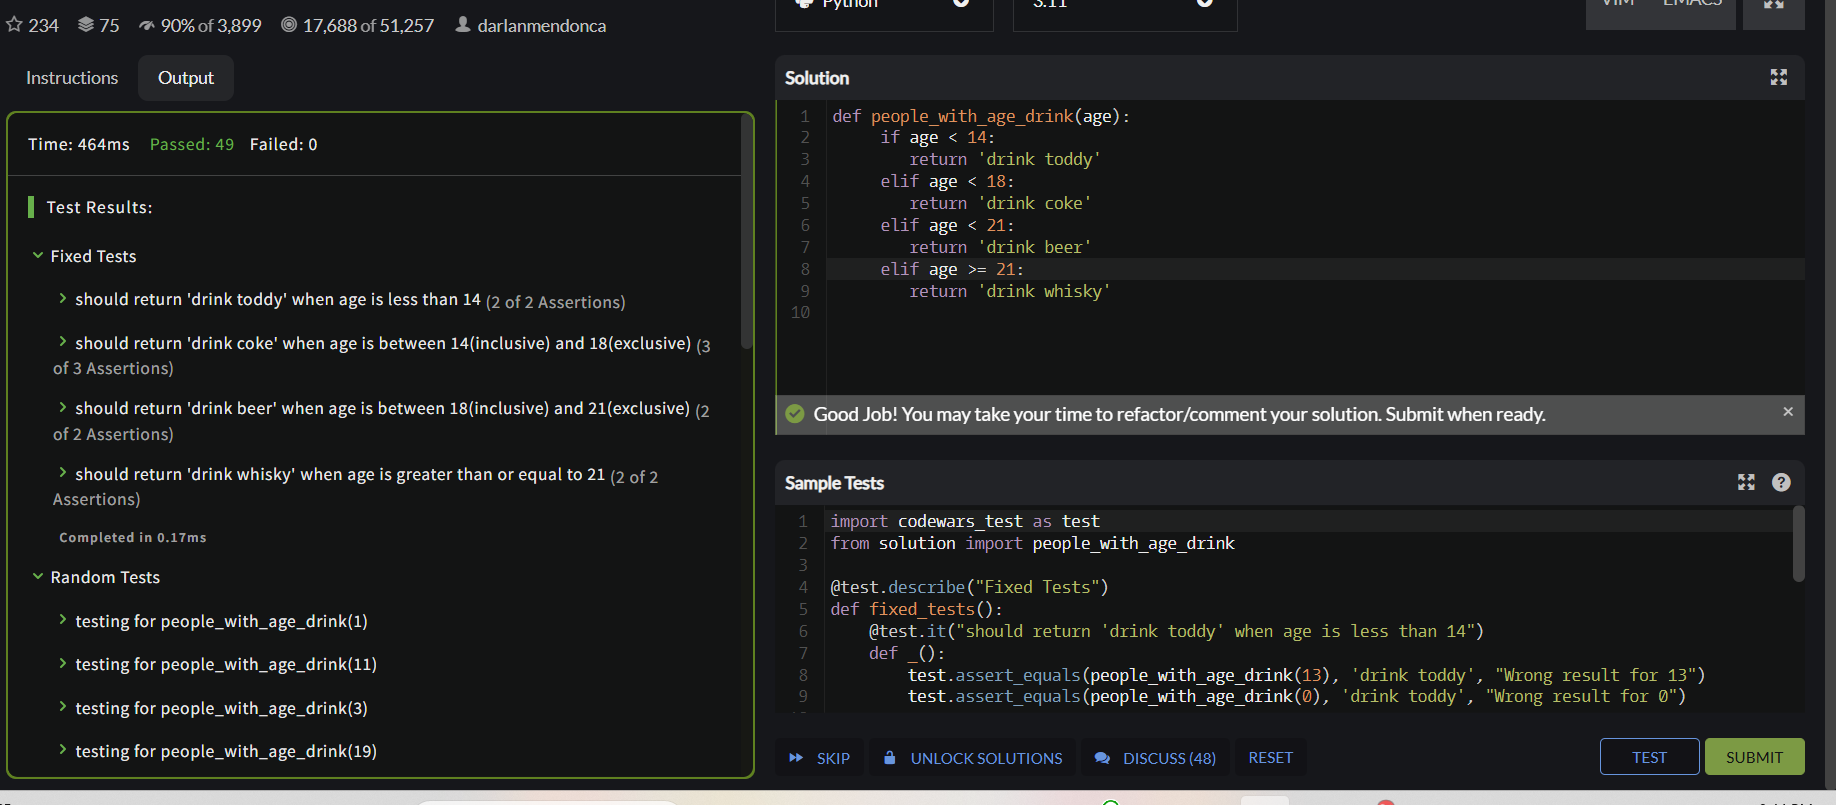 234 75 90% of 3,899 17,688 of 51,257 darlanmendonca
Python
3.11
VIM EMACS
Instructions Output
Time: 464ms Passed: 49 Failed: 0
Test Results:
Fixed Tests
should return 'drink toddy' when age is less than 14 (2 of 2 Assertions)
should return 'drink coke' when age is between 14(inclusive) and 18(exclusive) (3
of 3 Assertions)
should return 'drink beer' when age is between 18(inclusive) and 21(exclusive) (2
of 2 Assertions)
should return 'drink whisky' when age is greater than or equal to 21 (2 of 2
Assertions)
Completed in 0.17ms
Random Tests
testing for people_with_age_drink(1)
testing for people_with_age_drink(11)
testing for people_with_age_drink(3)
testing for people_with_age_drink(19)
Solution
1 def people_with_age_drink(age):
2 if age < 14:
3 return 'drink toddy'
4 elif age < 18:
5 return 'drink coke'
6 elif age < 21:
7 return 'drink beer'
8 elif age >= 21:
9 return 'drink whisky'
10
Good Job! You may take your time to refactor/comment your solution. Submit when ready. ×
Sample Tests ?
1 import codewars_test as test
2 from solution import people_with_age_drink
3
4 @test.describe("Fixed Tests")
5 def fixed_tests():
6 @test.it("should return 'drink toddy' when age is less than 14")
7 def _():
8 test.assert_equals(people_with_age_drink(13), 'drink toddy', "Wrong result for 13")
9 test.assert_equals(people_with_age_drink(0), 'drink toddy', "Wrong result for 0")
SKIP UNLOCK SOLUTIONS DISCUSS (48) RESET TEST SUBMIT